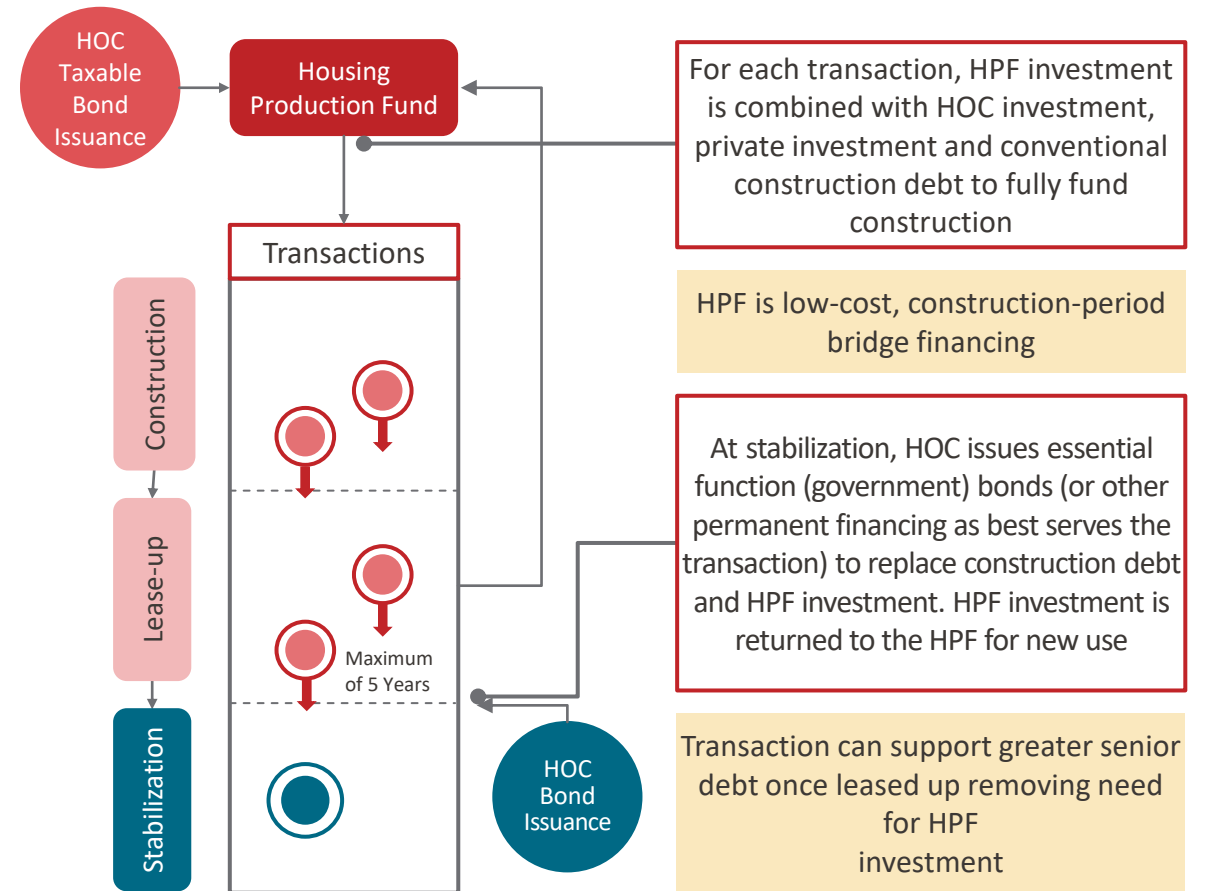 HOC
Taxable
Bond
Issuance
Housing
Production Fund
For each transaction, HPF investment
is combined with HOC investment,
private investment and conventional
construction debt to fully fund
construction
Transactions
HPF is low-cost, construction-period
bridge financing
Construction
At stabilization, HOC issues essential
function (government) bonds (or other
permanent financing as best serves the
transaction) to replace construction debt
and HPF investment. HPF investment is
returned to the HPF for new use
Lease-up
Maximum
of 5 Years
Stabilization
HOC
Bond
Issuance
Transaction can support greater senior
debt once leased up removing need
for HPF
investment